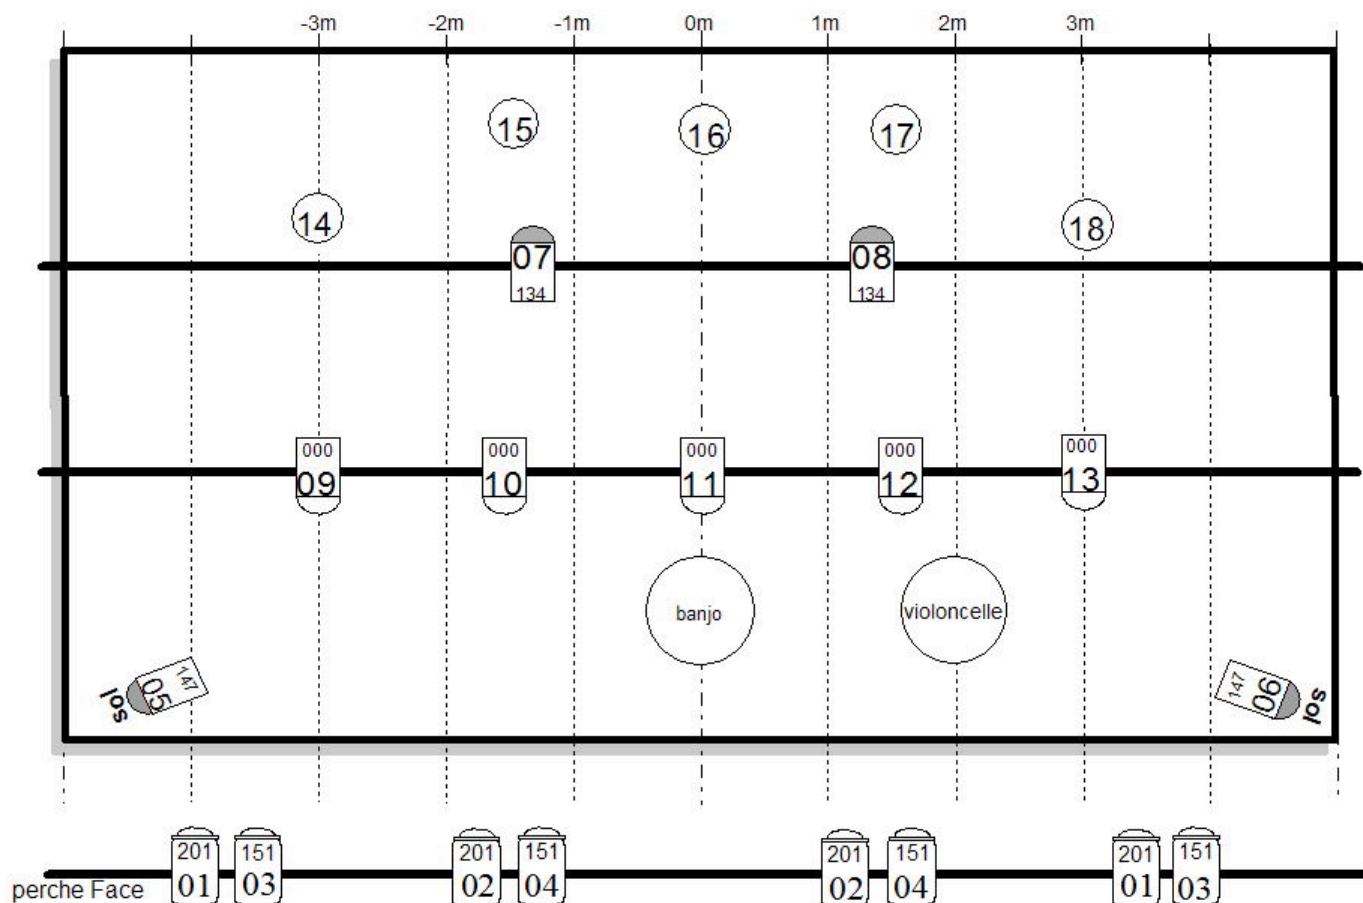 -3m -2m -1m 0m 1m 2m 3m
15 16 17
14 18
07 08
134 134
000 000 000 000 000
09 10 11 12 13
banjo violoncelle
147 05 sol
147 06 sol
201 151 201 151 201 151 201 151
01 03 02 04 02 04 01 03
perche Face